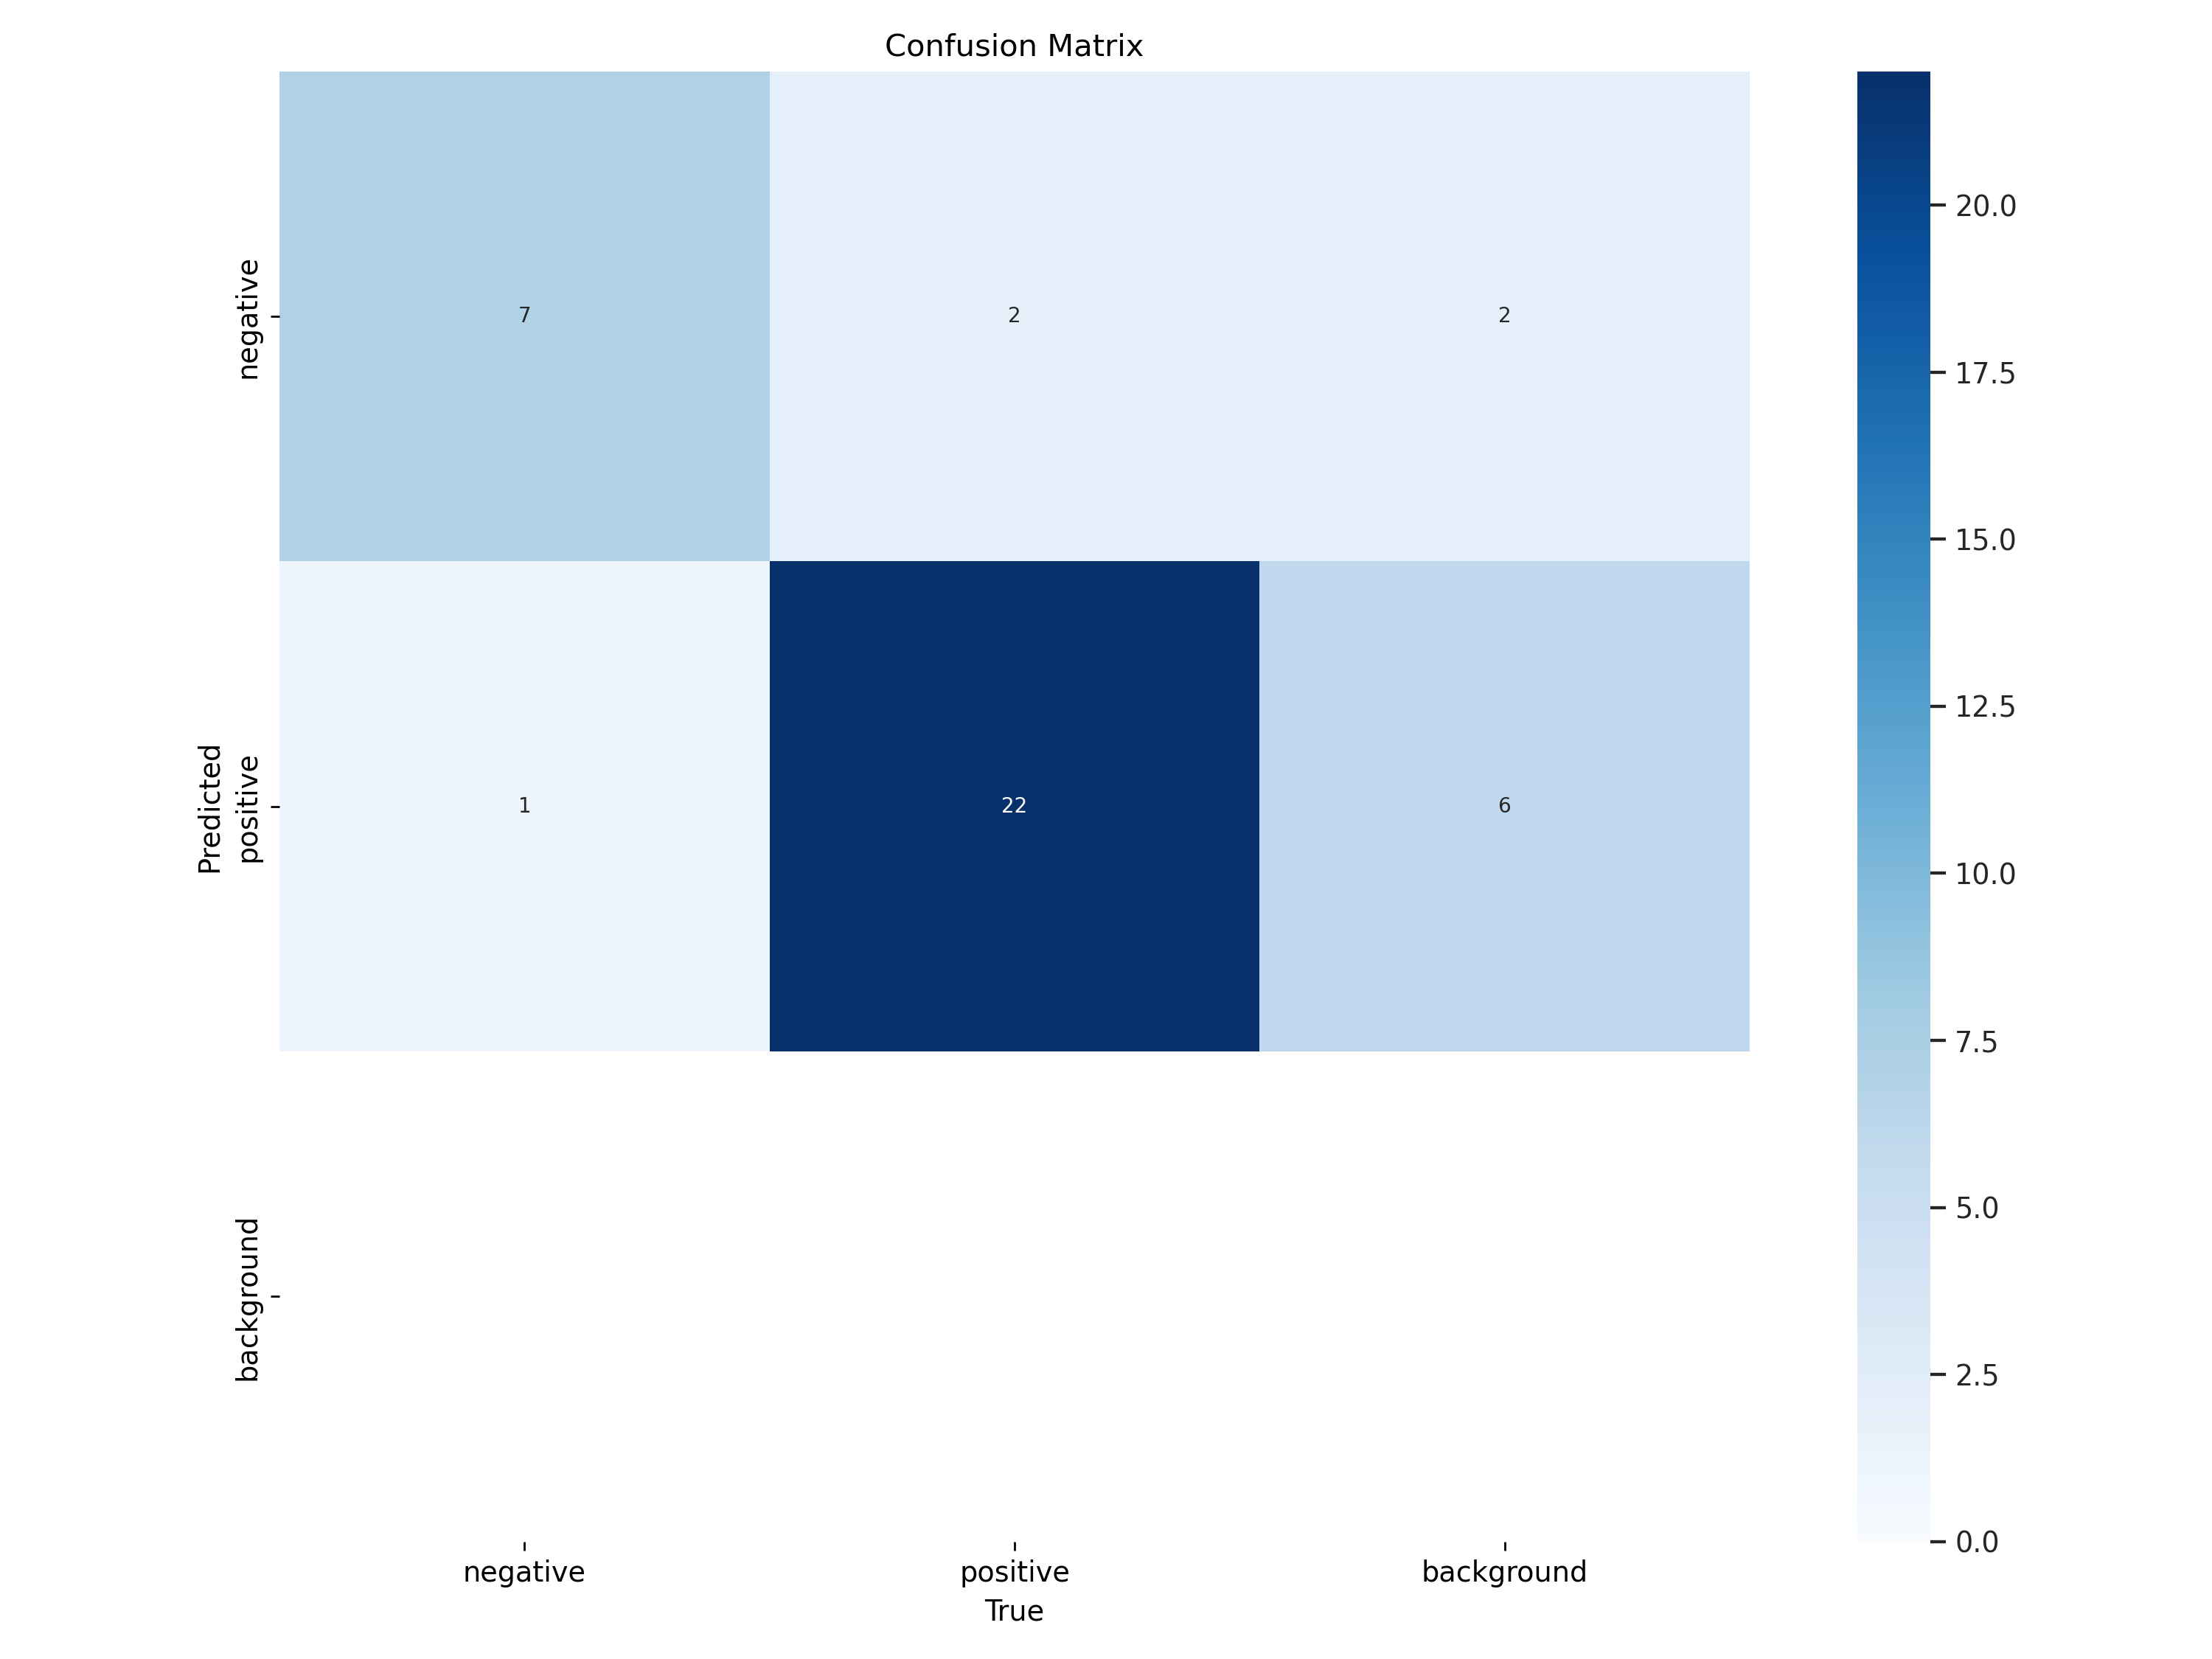 Confusion Matrix
negative
7 2 2
Predicted
positive
1 22 6
background
negative positive background
True
20.0
17.5
15.0
12.5
10.0
7.5
5.0
2.5
0.0